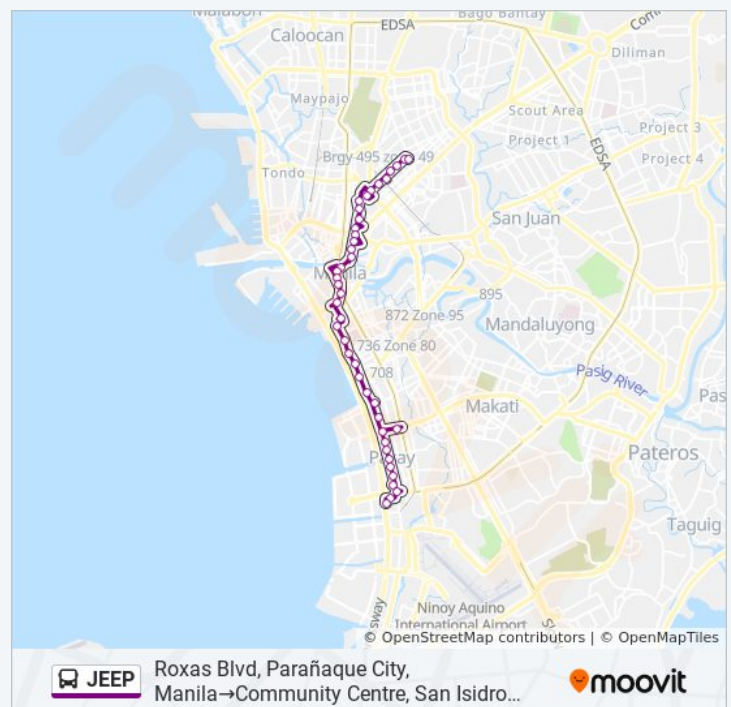 Malabon
Bago Bantay
EDSA
Caloocan
Diliman
Maypajo
Scout Area
Project 1
Project 3
Brgy 495 zone 49
EDSA
Project 4
Tondo
San Juan
Manila
895
872 Zone 95
Mandaluyong
736 Zone 80
708
Pasig River
Makati
Pasay
Pateros
Taguig
Ninoy Aquino
International Airport
© OpenStreetMap contributors | © OpenMapTiles
JEEP
Roxas Blvd, Parañaque City,
Manila→Community Centre, San Isidro…
moovit